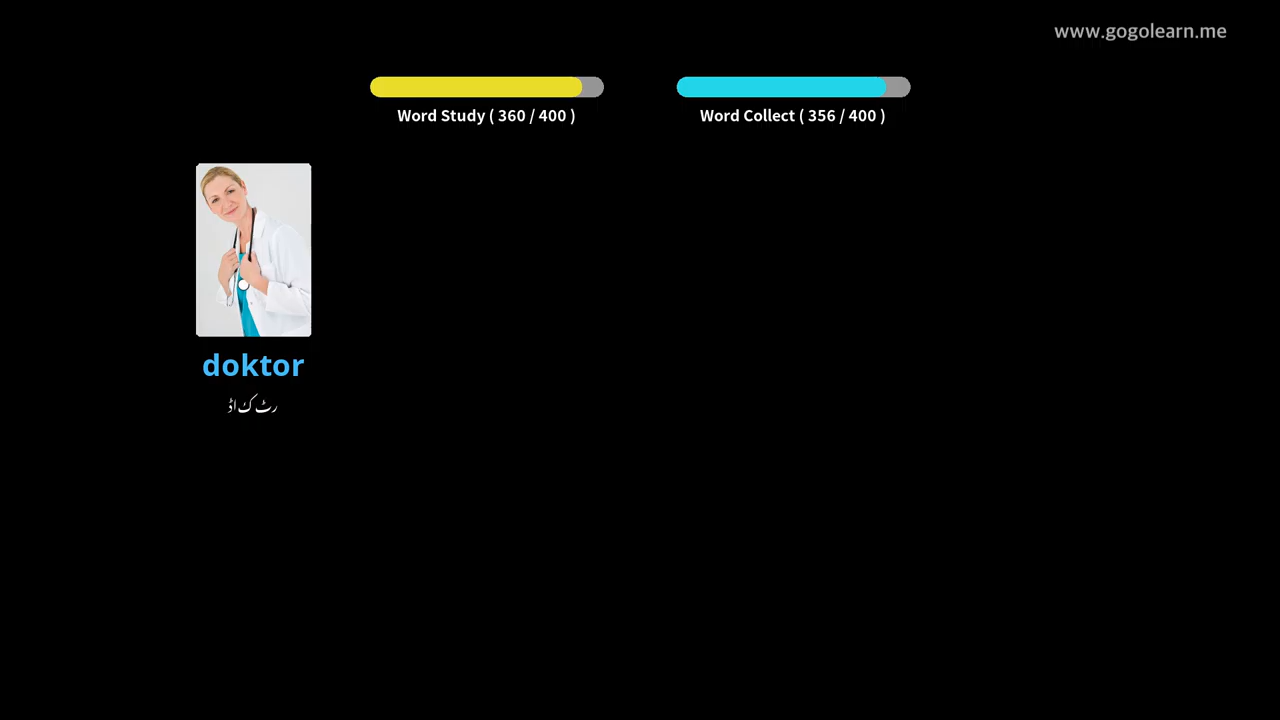 www.gogolearn.me
Word Study ( 360 / 400 )
Word Collect ( 356 / 400 )
doktor
رٹ ک اڈ